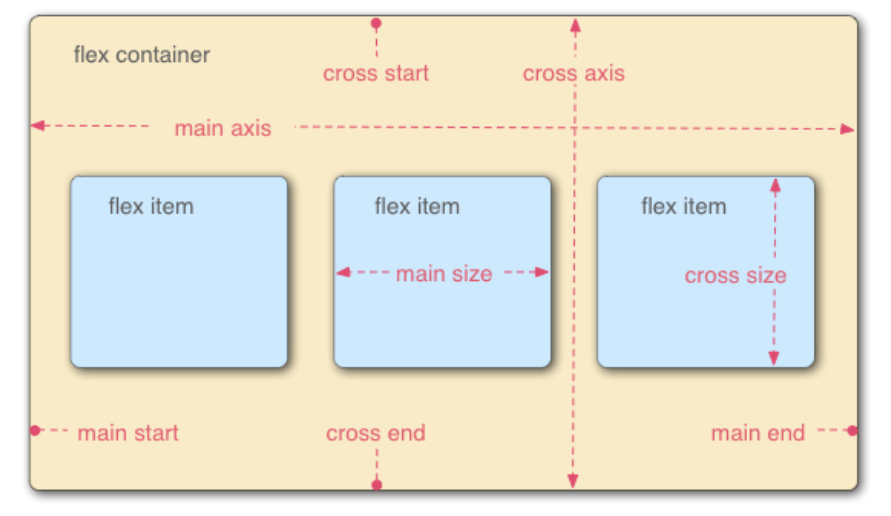 flex container
cross start
cross axis
main axis
flex item
flex item
flex item
main size
cross size
main start
cross end
main end